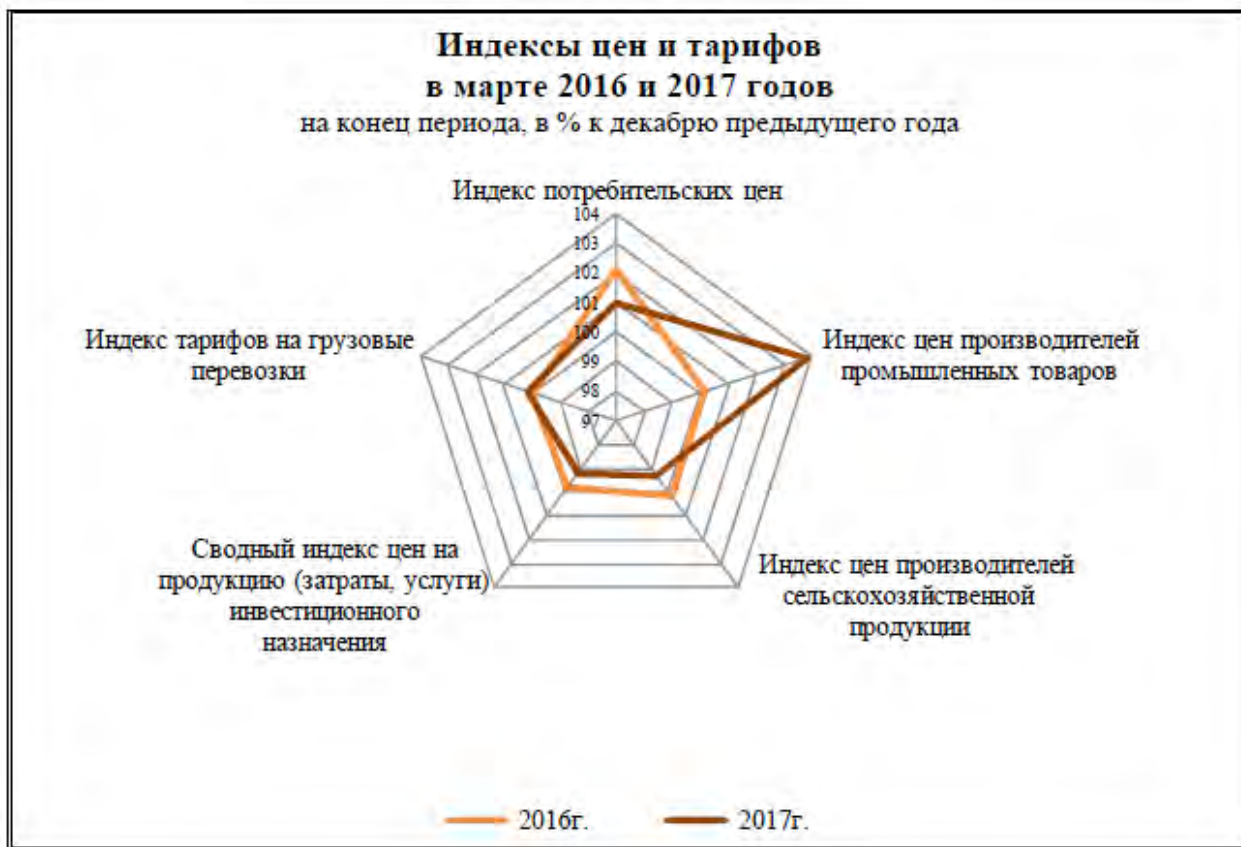 Индексы цен и тарифов
в марте 2016 и 2017 годов
на конец периода, в % к декабрю предыдущего года
Индекс потребительских цен
104
103
102
101
100
99
98
97
Индекс цен производителей
промышленных товаров
Индекс цен производителей
сельскохозяйственной
продукции
Сводный индекс цен на
продукцию (затраты, услуги)
инвестиционного
назначения
Индекс тарифов на грузовые
перевозки
2016г.
2017г.